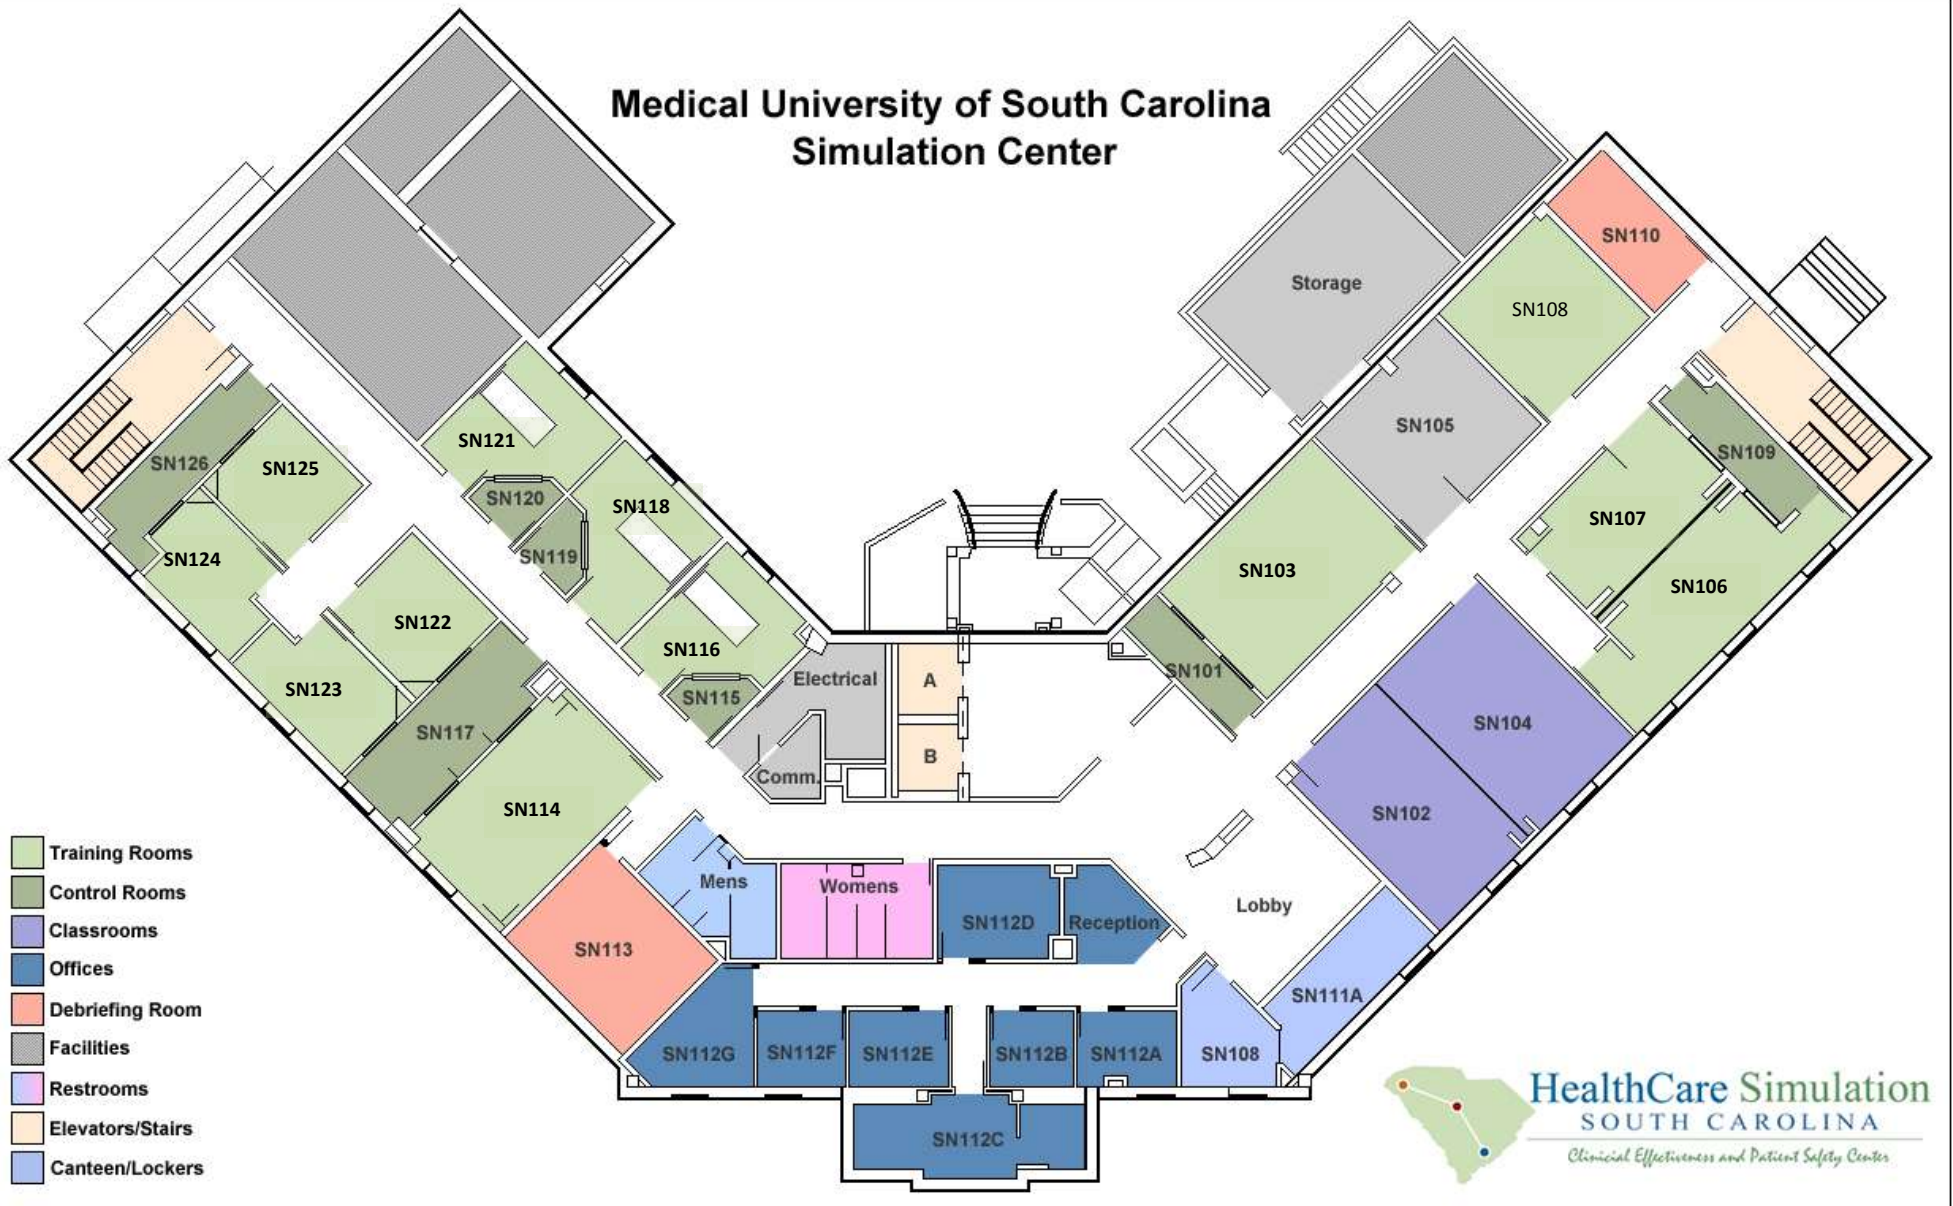 Medical University of South Carolina
Simulation Center
SN110
Storage
SN108
SN105
SN109
SN121
SN126
SN125
SN120
SN118
SN107
SN119
SN124
SN103
SN106
SN122
SN116
SN101
SN123
SN115
Electrical
A
SN117
SN104
B
Comm.
SN114
SN102
Mens
Womens
SN112D
Reception
Lobby
SN113
SN111A
SN112G
SN112F
SN112E
SN112B
SN112A
SN108
SN112C
Training Rooms
Control Rooms
Classrooms
Offices
Debriefing Room
Facilities
Restrooms
Elevators/Stairs
Canteen/Lockers
HealthCare Simulation
SOUTH CAROLINA
Clinicial Effectiveness and Patient Safety Center